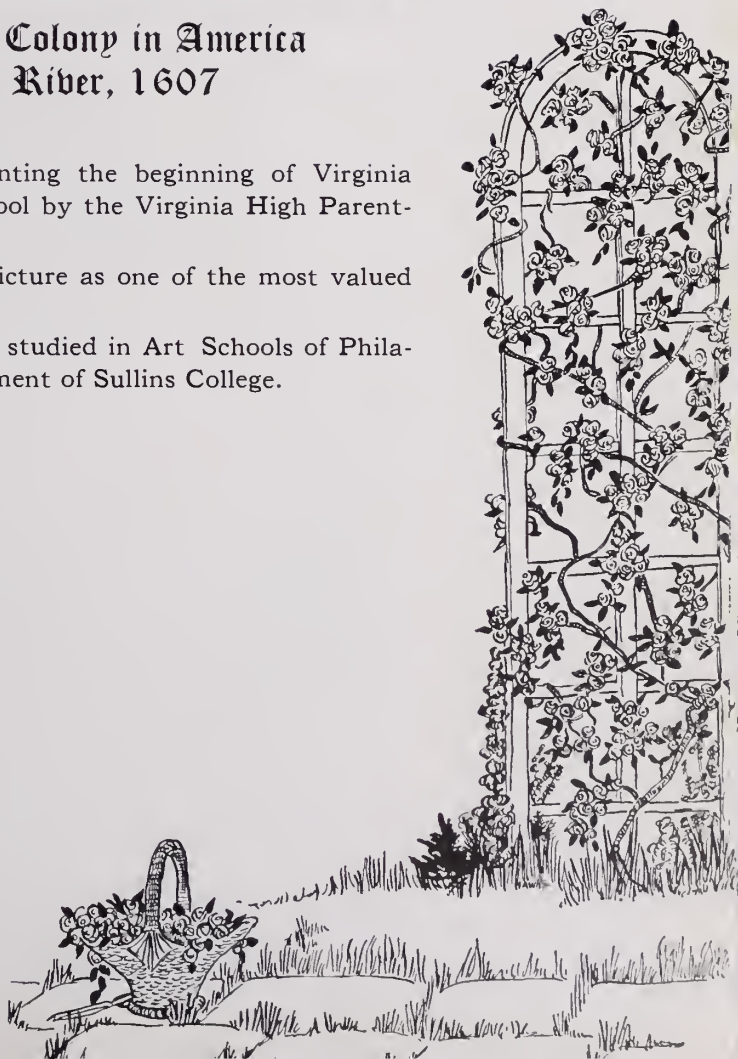 Colony in America
River, 1607
nting the beginning of Virginia
ool by the Virginia High Parent-
icture as one of the most valued
studied in Art Schools of Phila-
ment of Sullins College.